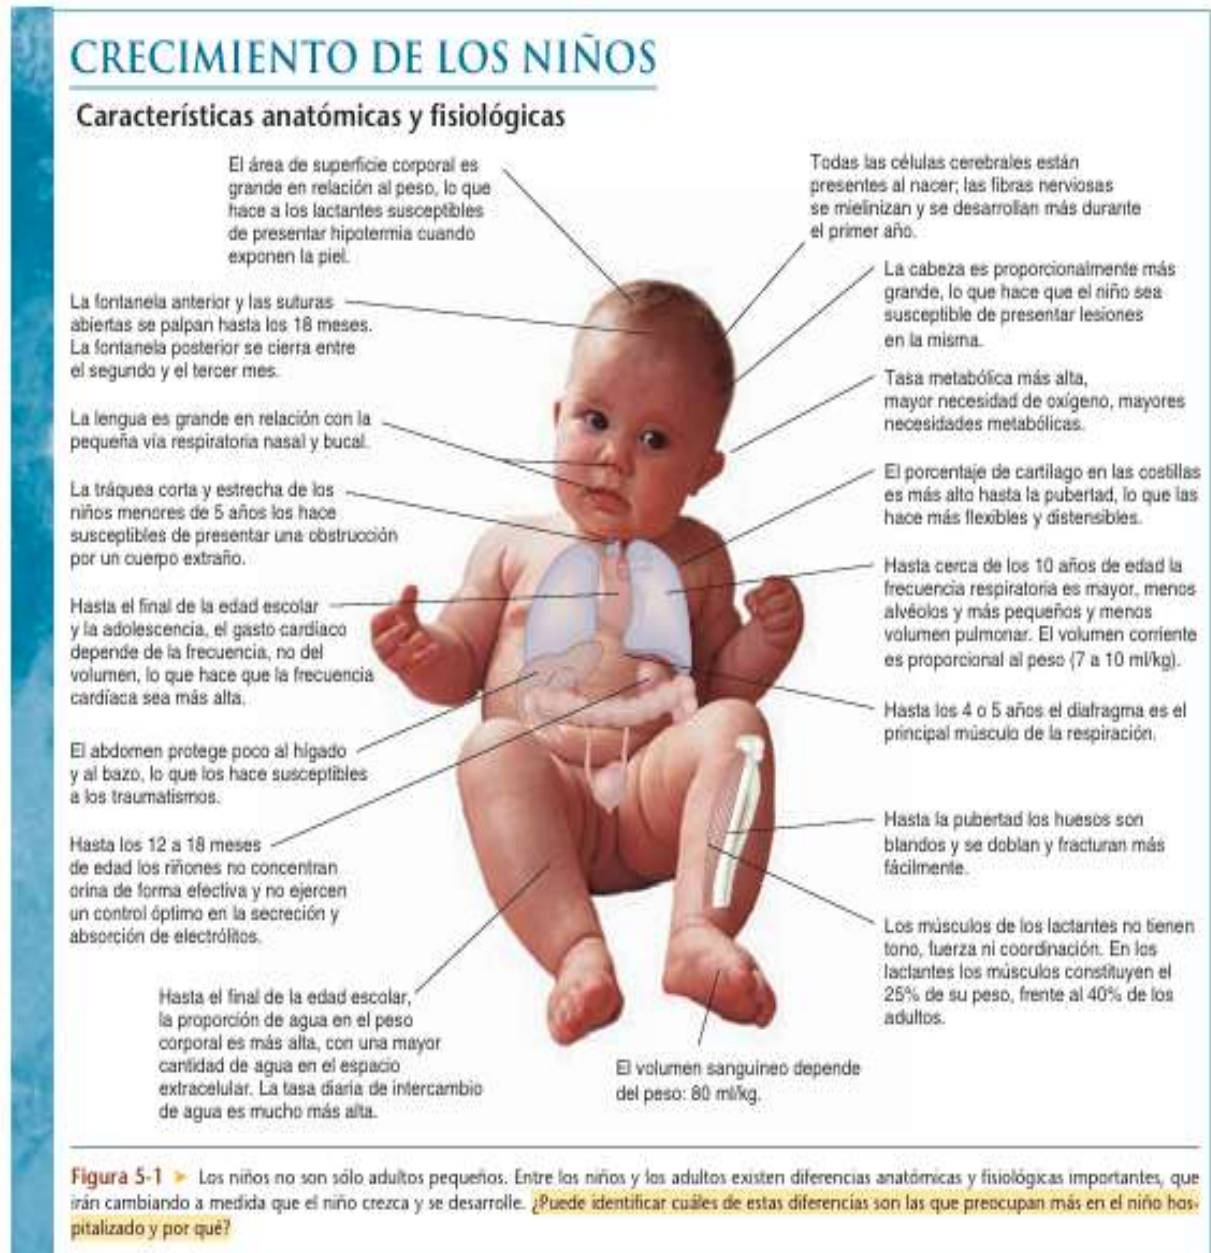 CRECIMIENTO DE LOS NIÑOS
Características anatómicas y fisiológicas
El área de superficie corporal es
grande en relación al peso, lo que
hace a los lactantes susceptibles
de presentar hipotermia cuando
exponen la piel.
La fontanela anterior y las suturas
abiertas se palpan hasta los 18 meses.
La fontanela posterior se cierra entre
el segundo y el tercer mes.
La lengua es grande en relación con la
pequeña vía respiratoria nasal y bucal.
La tráquea corta y estrecha de los
niños menores de 5 años los hace
susceptibles de presentar una obstrucción
por un cuerpo extraño.
Hasta el final de la edad escolar
y la adolescencia, el gasto cardíaco
depende de la frecuencia, no del
volumen, lo que hace que la frecuencia
cardíaca sea más alta.
El abdomen protege poco al hígado
y al bazo, lo que los hace susceptibles
a los traumatismos.
Hasta los 12 a 18 meses
de edad los riñones no concentran
orina de forma efectiva y no ejercen
un control óptimo en la secreción y
absorción de electrólitos.
Hasta el final de la edad escolar,
la proporción de agua en el peso
corporal es más alta, con una mayor
cantidad de agua en el espacio
extracelular. La tasa diaria de intercambio
de agua es mucho más alta.
Todas las células cerebrales están
presentes al nacer; las fibras nerviosas
se mielinizan y se desarrollan más durante
el primer año.
La cabeza es proporcionalmente más
grande, lo que hace que el niño sea
susceptible de presentar lesiones
en la misma.
Tasa metabólica más alta,
mayor necesidad de oxígeno, mayores
necesidades metabólicas.
El porcentaje de cartílago en las costillas
es más alto hasta la pubertad, lo que las
hace más flexibles y distensibles.
Hasta cerca de los 10 años de edad la
frecuencia respiratoria es mayor, menos
alvéolos y más pequeños y menos
volumen pulmonar. El volumen corriente
es proporcional al peso (7 a 10 ml/kg).
Hasta los 4 o 5 años el diafragma es el
principal músculo de la respiración.
Hasta la pubertad los huesos son
blandos y se doblan y fracturan más
fácilmente.
Los músculos de los lactantes no tienen
tono, fuerza ni coordinación. En los
lactantes los músculos constituyen el
25% de su peso, frente al 40% de los
adultos.
El volumen sanguíneo depende
del peso: 80 ml/kg.
Figura 5-1 ➤ Los niños no son sólo adultos pequeños. Entre los niños y los adultos existen diferencias anatómicas y fisiológicas importantes, que
irán cambiando a medida que el niño crezca y se desarrolle. ¿Puede identificar cuáles de estas diferencias son las que preocupan más en el niño hos-
pitalizado y por qué?